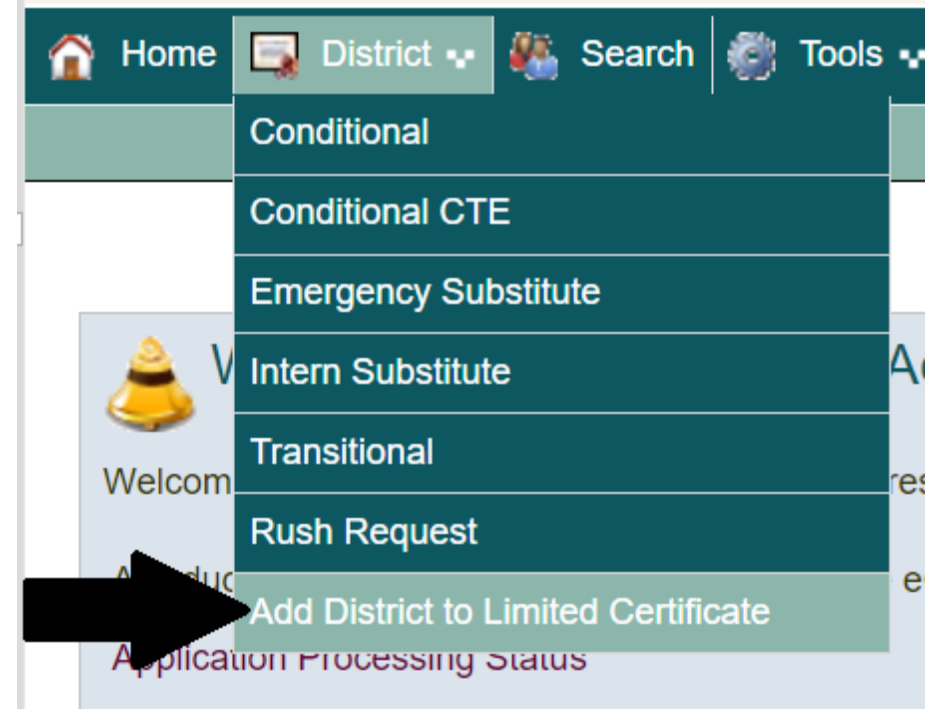 Home District Search Tools
Conditional
Conditional CTE
Emergency Substitute
Intern Substitute
Transitional
Welcom
Rush Request
Add District to Limited Certificate
Application Processing Status